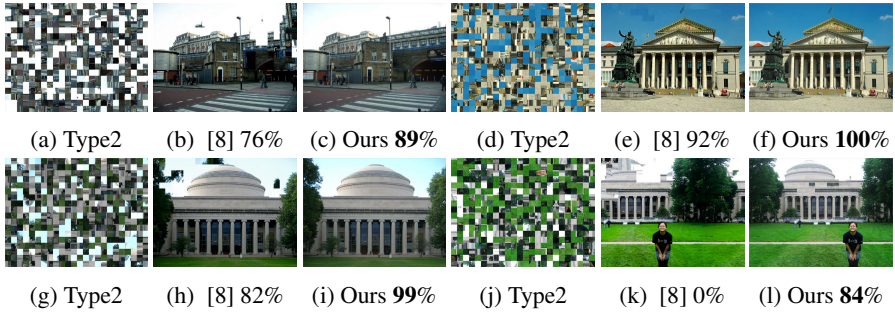 (a) Type2 (b) [8] 76% (c) Ours 89% (d) Type2 (e) [8] 92% (f) Ours 100%
(g) Type2 (h) [8] 82% (i) Ours 99% (j) Type2 (k) [8] 0% (l) Ours 84%